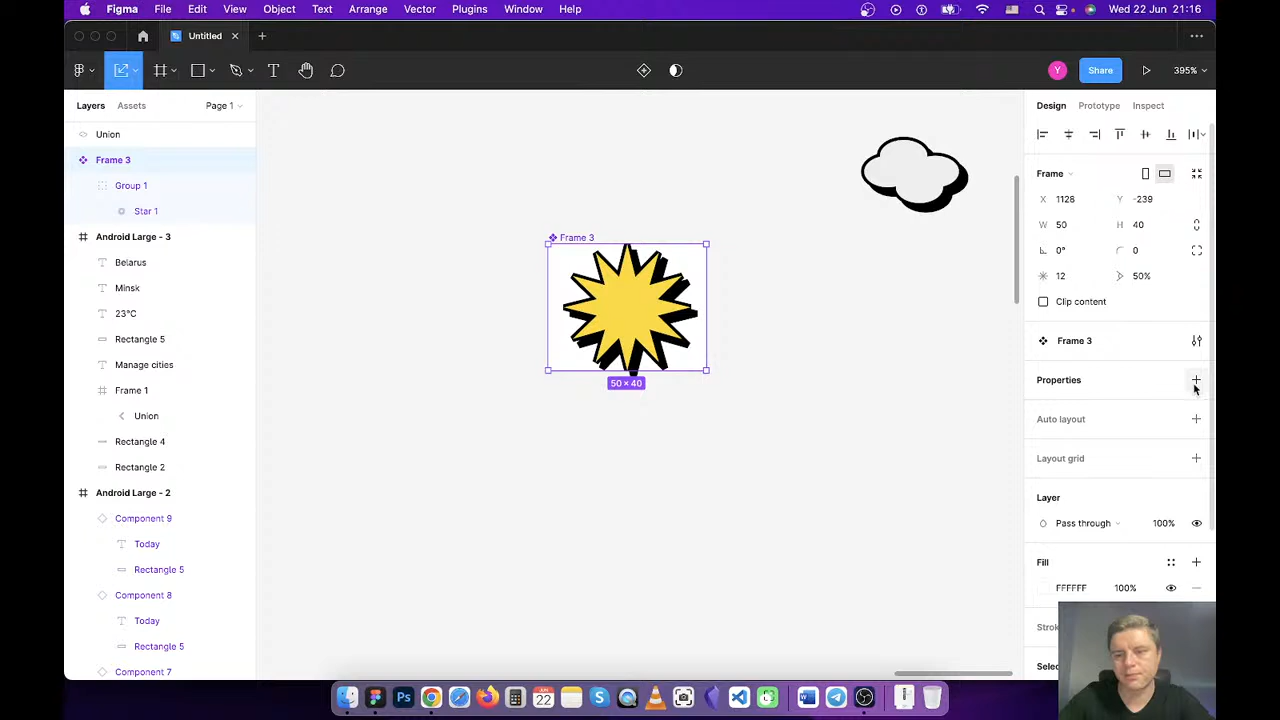 Figma File Edit View Object Text Arrange Vector Plugins Window Help Wed 22 Jun 21:16
Untitled
Y Share 395%
Layers Assets Page 1
Union
Frame 3
Group 1
Star 1
Android Large - 3
Belarus
Minsk
23°C
Rectangle 5
Manage cities
Frame 1
Union
Rectangle 4
Rectangle 2
Android Large - 2
Component 9
Today
Rectangle 5
Component 8
Today
Rectangle 5
Component 7
Frame 3
50 × 40
Design Prototype Inspect
Frame
X 1128 Y -239
W 50 H 40
0° 0
12 50%
Clip content
Frame 3
Properties
Auto layout
Layout grid
Layer
Pass through 100%
Fill
FFFFFF 100%